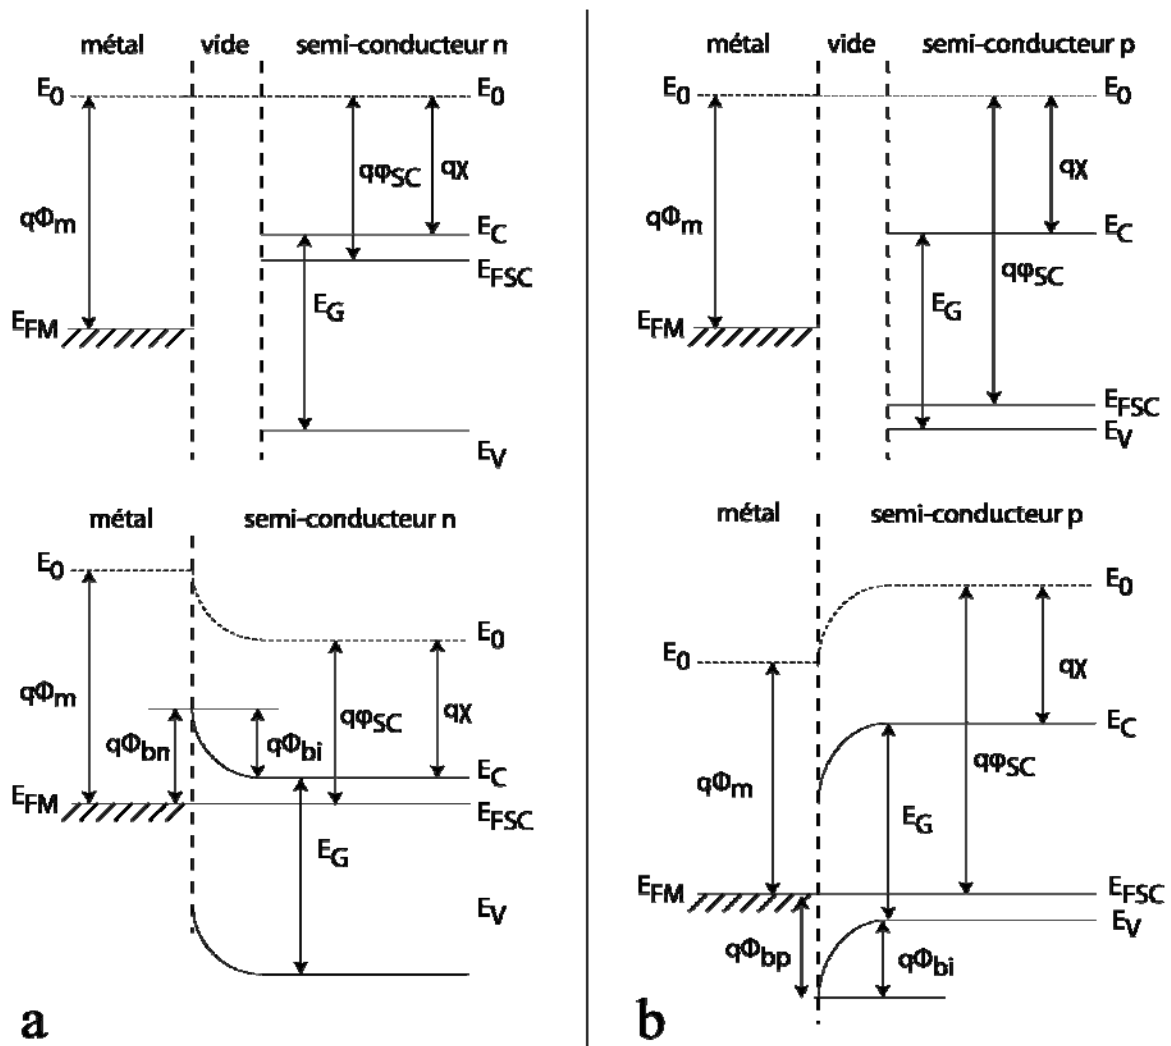 métal vide semi-conducteur n
E0 E0
qφSC qχ
qΦm
EC
EFSC
EG
EFM
EV
métal semi-conducteur n
E0
E0
qΦm
qφSC qχ
qΦbn qΦbi
EC
EFM EFSC
EG
EV
a
métal vide semi-conducteur p
E0 E0
qχ
qΦm
EC
qφSC
EG
EFM
EFSC
EV
métal semi-conducteur p
E0
E0
qχ
EC
qΦm qφSC
EG
EFM EFSC
EV
qΦbp qΦbi
b